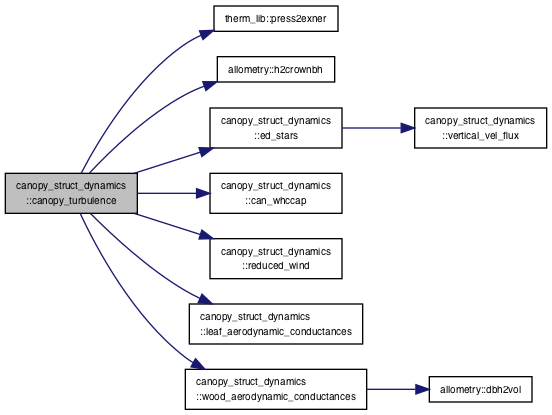 therm_lib::press2exner
allometry::h2crownbh
canopy_struct_dynamics
::ed_stars
canopy_struct_dynamics
::vertical_vel_flux
canopy_struct_dynamics
::canopy_turbulence
canopy_struct_dynamics
::can_whccap
canopy_struct_dynamics
::reduced_wind
canopy_struct_dynamics
::leaf_aerodynamic_conductances
canopy_struct_dynamics
::wood_aerodynamic_conductances
allometry::dbh2vol